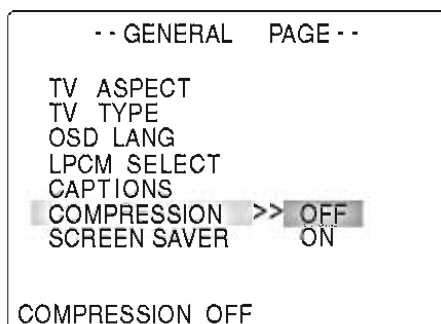 -- GENERAL PAGE --
TV ASPECT
TV TYPE
OSD LANG
LPCM SELECT
CAPTIONS
COMPRESSION >> OFF
SCREEN SAVER ON
COMPRESSION OFF